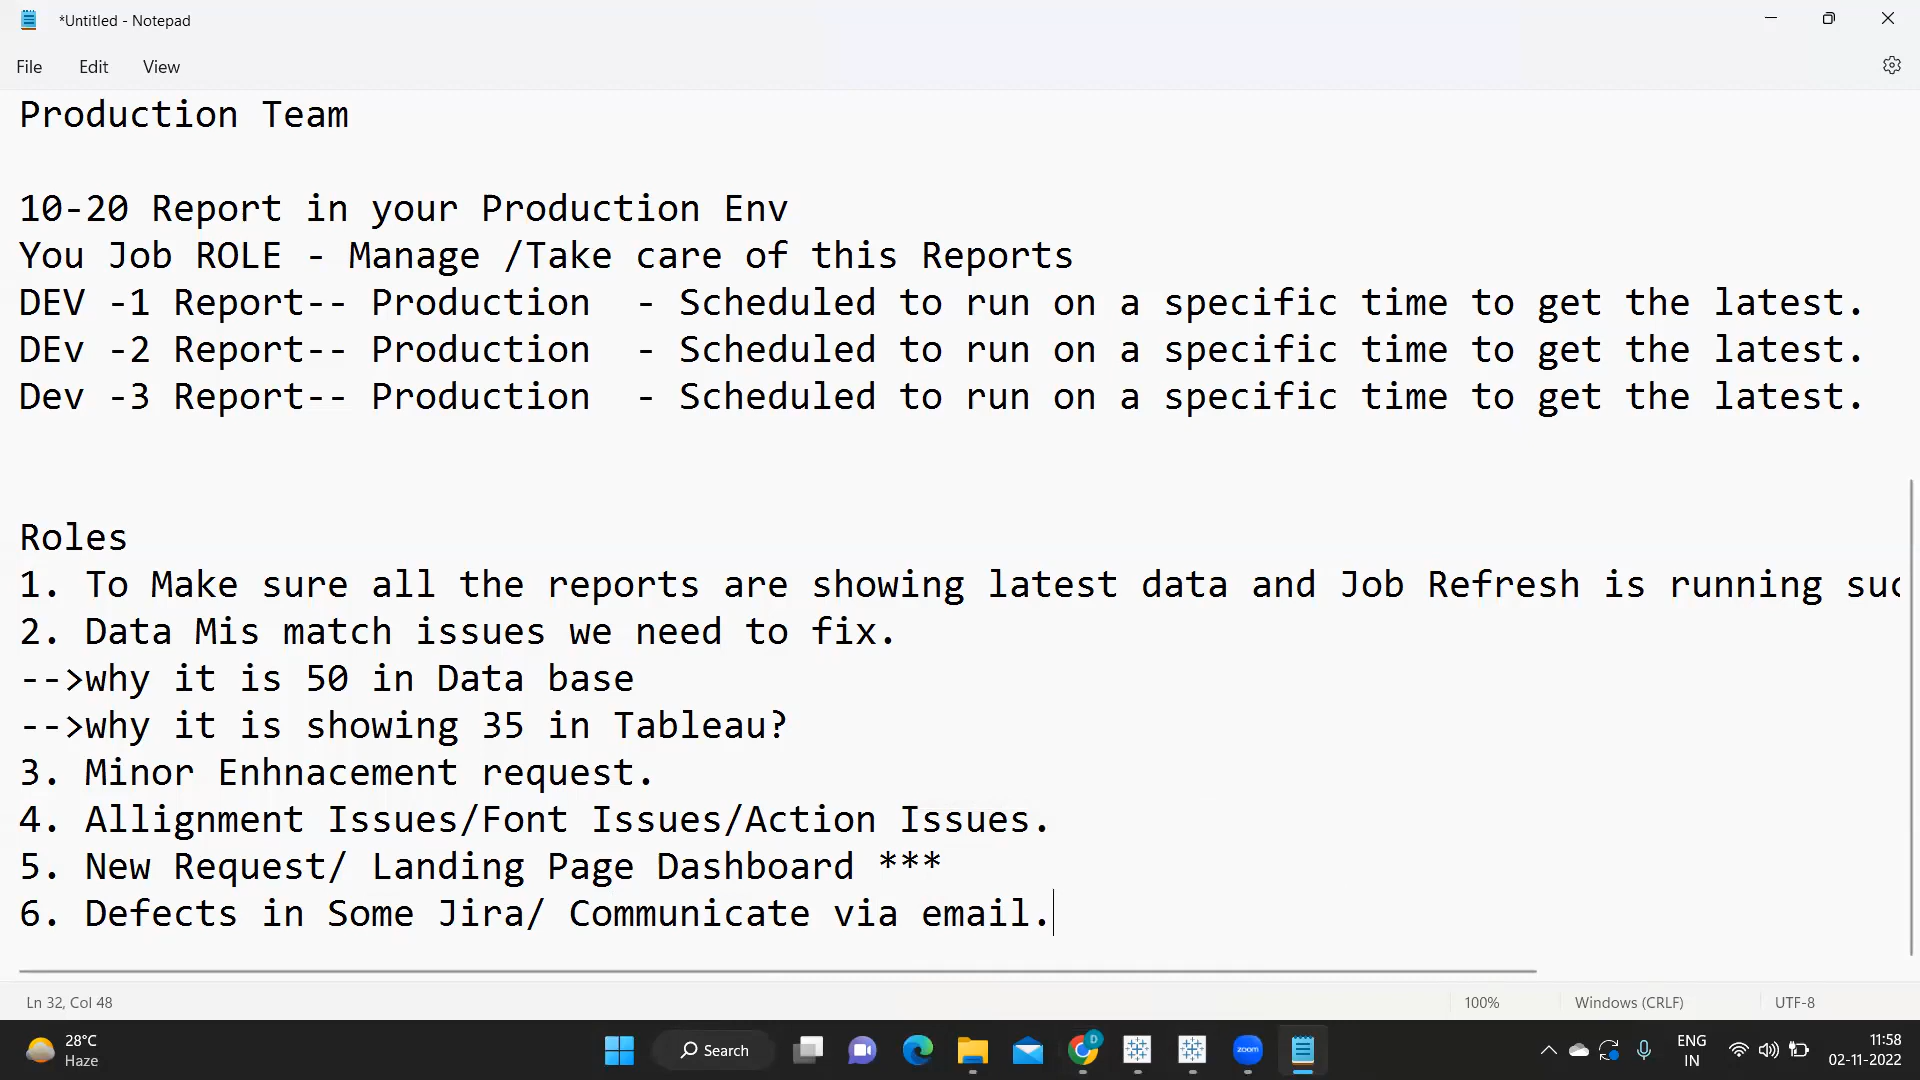 *Untitled - Notepad
File Edit View
Production Team
10-20 Report in your Production Env
You Job ROLE - Manage /Take care of this Reports
DEV -1 Report-- Production  - Scheduled to run on a specific time to get the latest.
DEv -2 Report-- Production  - Scheduled to run on a specific time to get the latest.
Dev -3 Report-- Production  - Scheduled to run on a specific time to get the latest.
Roles
1. To Make sure all the reports are showing latest data and Job Refresh is running suc
2. Data Mis match issues we need to fix.
-->why it is 50 in Data base
-->why it is showing 35 in Tableau?
3. Minor Enhnacement request.
4. Allignment Issues/Font Issues/Action Issues.
5. New Request/ Landing Page Dashboard ***
6. Defects in Some Jira/ Communicate via email.
Ln 32, Col 48 100% Windows (CRLF) UTF-8
28°C
Haze
Search
D
zoom
ENG
IN
11:58
02-11-2022